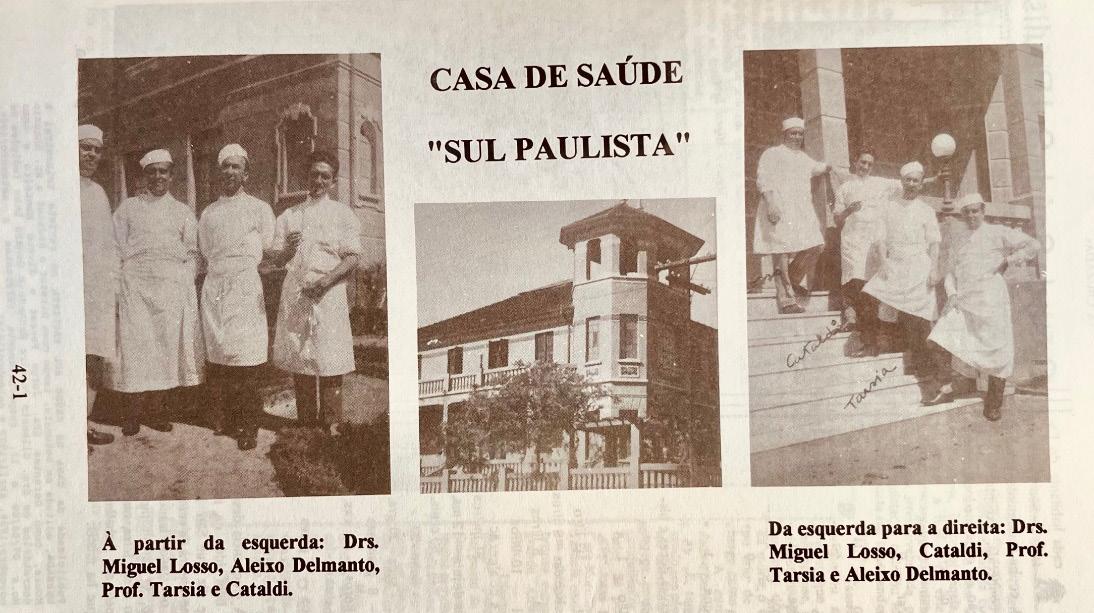 CASA DE SAÚDE
"SUL PAULISTA"
42-1
Cataldi
Tarsia
À partir da esquerda: Drs.
Miguel Losso, Aleixo Delmanto,
Prof. Tarsia e Cataldi.
Da esquerda para a direita: Drs.
Miguel Losso, Cataldi, Prof.
Tarsia e Aleixo Delmanto.